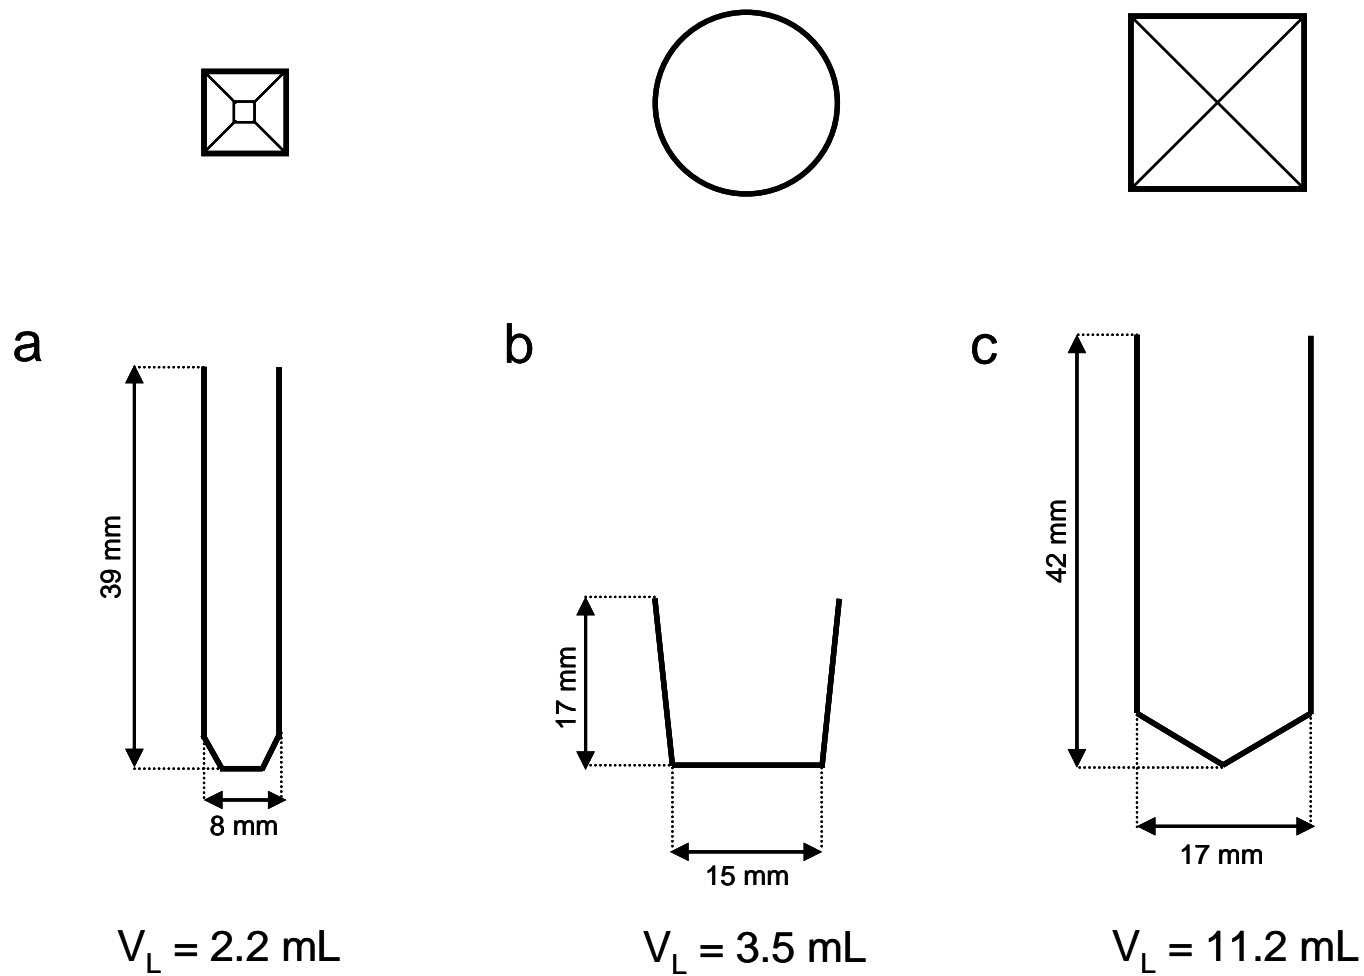 a
b
c
39 mm
8 mm
V_L = 2.2 mL
17 mm
15 mm
V_L = 3.5 mL
42 mm
17 mm
V_L = 11.2 mL